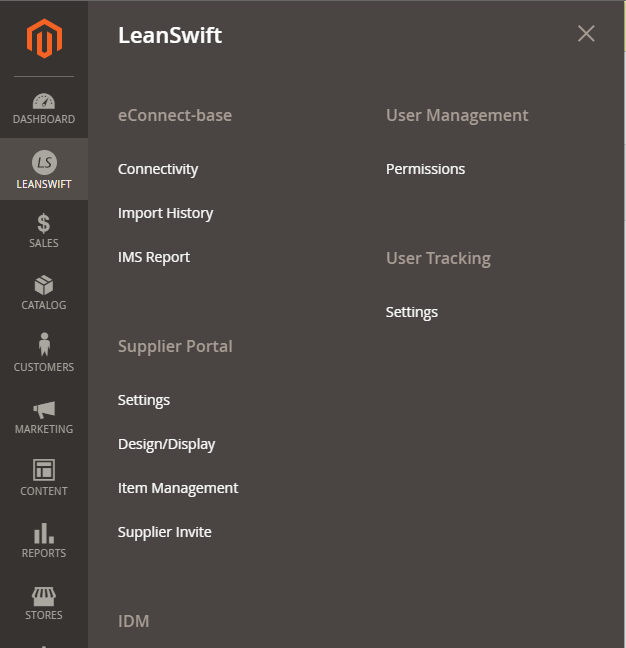 LeanSwift
DASHBOARD
LS
LEANSWIFT
$
SALES
CATALOG
CUSTOMERS
MARKETING
CONTENT
REPORTS
STORES
eConnect-base
Connectivity
Import History
IMS Report
Supplier Portal
Settings
Design/Display
Item Management
Supplier Invite
IDM
User Management
Permissions
User Tracking
Settings